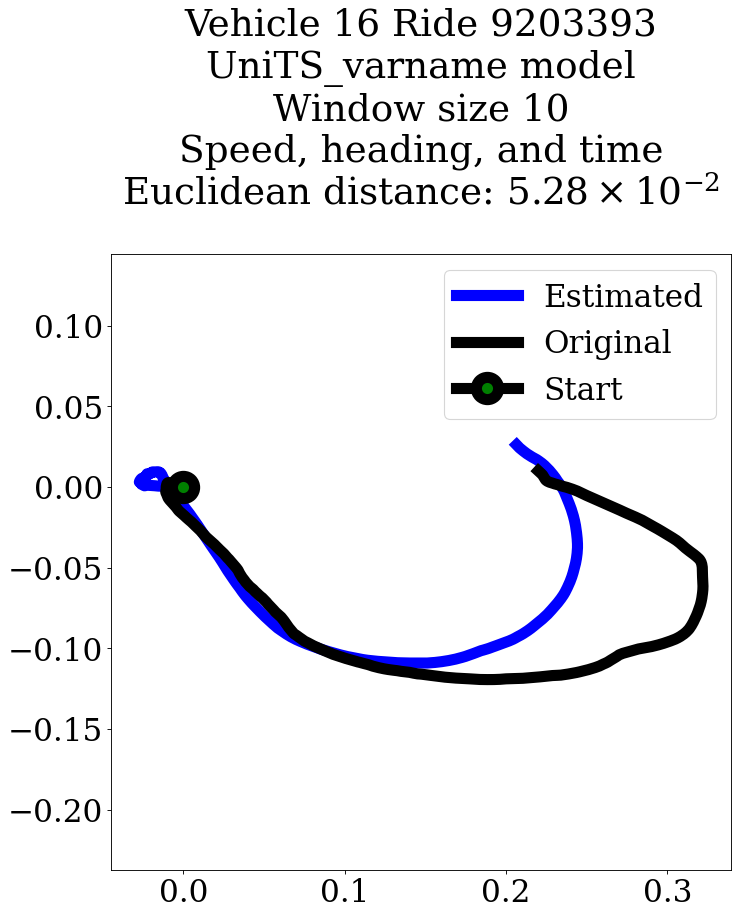 Vehicle 16 Ride 9203393
UniTS_varname model
Window size 10
Speed, heading, and time
Euclidean distance: 5.28 × 10⁻²
Estimated
Original
Start
0.10
0.05
0.00
−0.05
−0.10
−0.15
−0.20
0.0 0.1 0.2 0.3